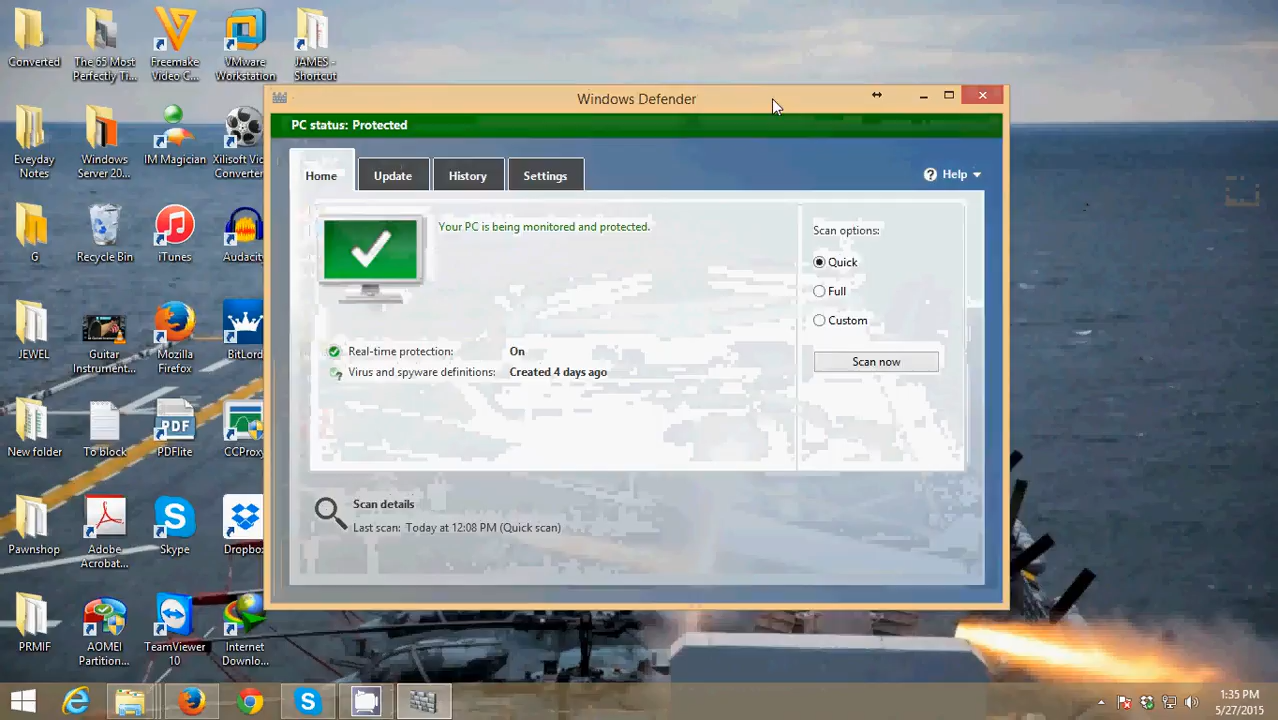 Converted
The 65 Most
Perfectly Ti...
Freemake
Video C...
VMware
Workstation
JAMES -
Shortcut
Windows Defender
PC status: Protected
Eveyday
Notes
Windows
Server 20...
IM Magician
Xilisoft Vid
Converter
Home
Update
History
Settings
Help
Your PC is being monitored and protected.
Scan options:
Quick
Full
Custom
Scan now
G
Recycle Bin
iTunes
Audacity
Real-time protection:
On
Virus and spyware definitions:
Created 4 days ago
JEWEL
Guitar
Instrument...
Mozilla
Firefox
BitLord
New folder
To block
PDF
PDFlite
CCProxy
Scan details
Last scan: Today at 12:08 PM (Quick scan)
Pawnshop
Adobe
Acrobat...
Skype
Dropbox
PRMIF
AOMEI
Partition...
TeamViewer
10
Internet
Downlo...
1:35 PM
5/27/2015